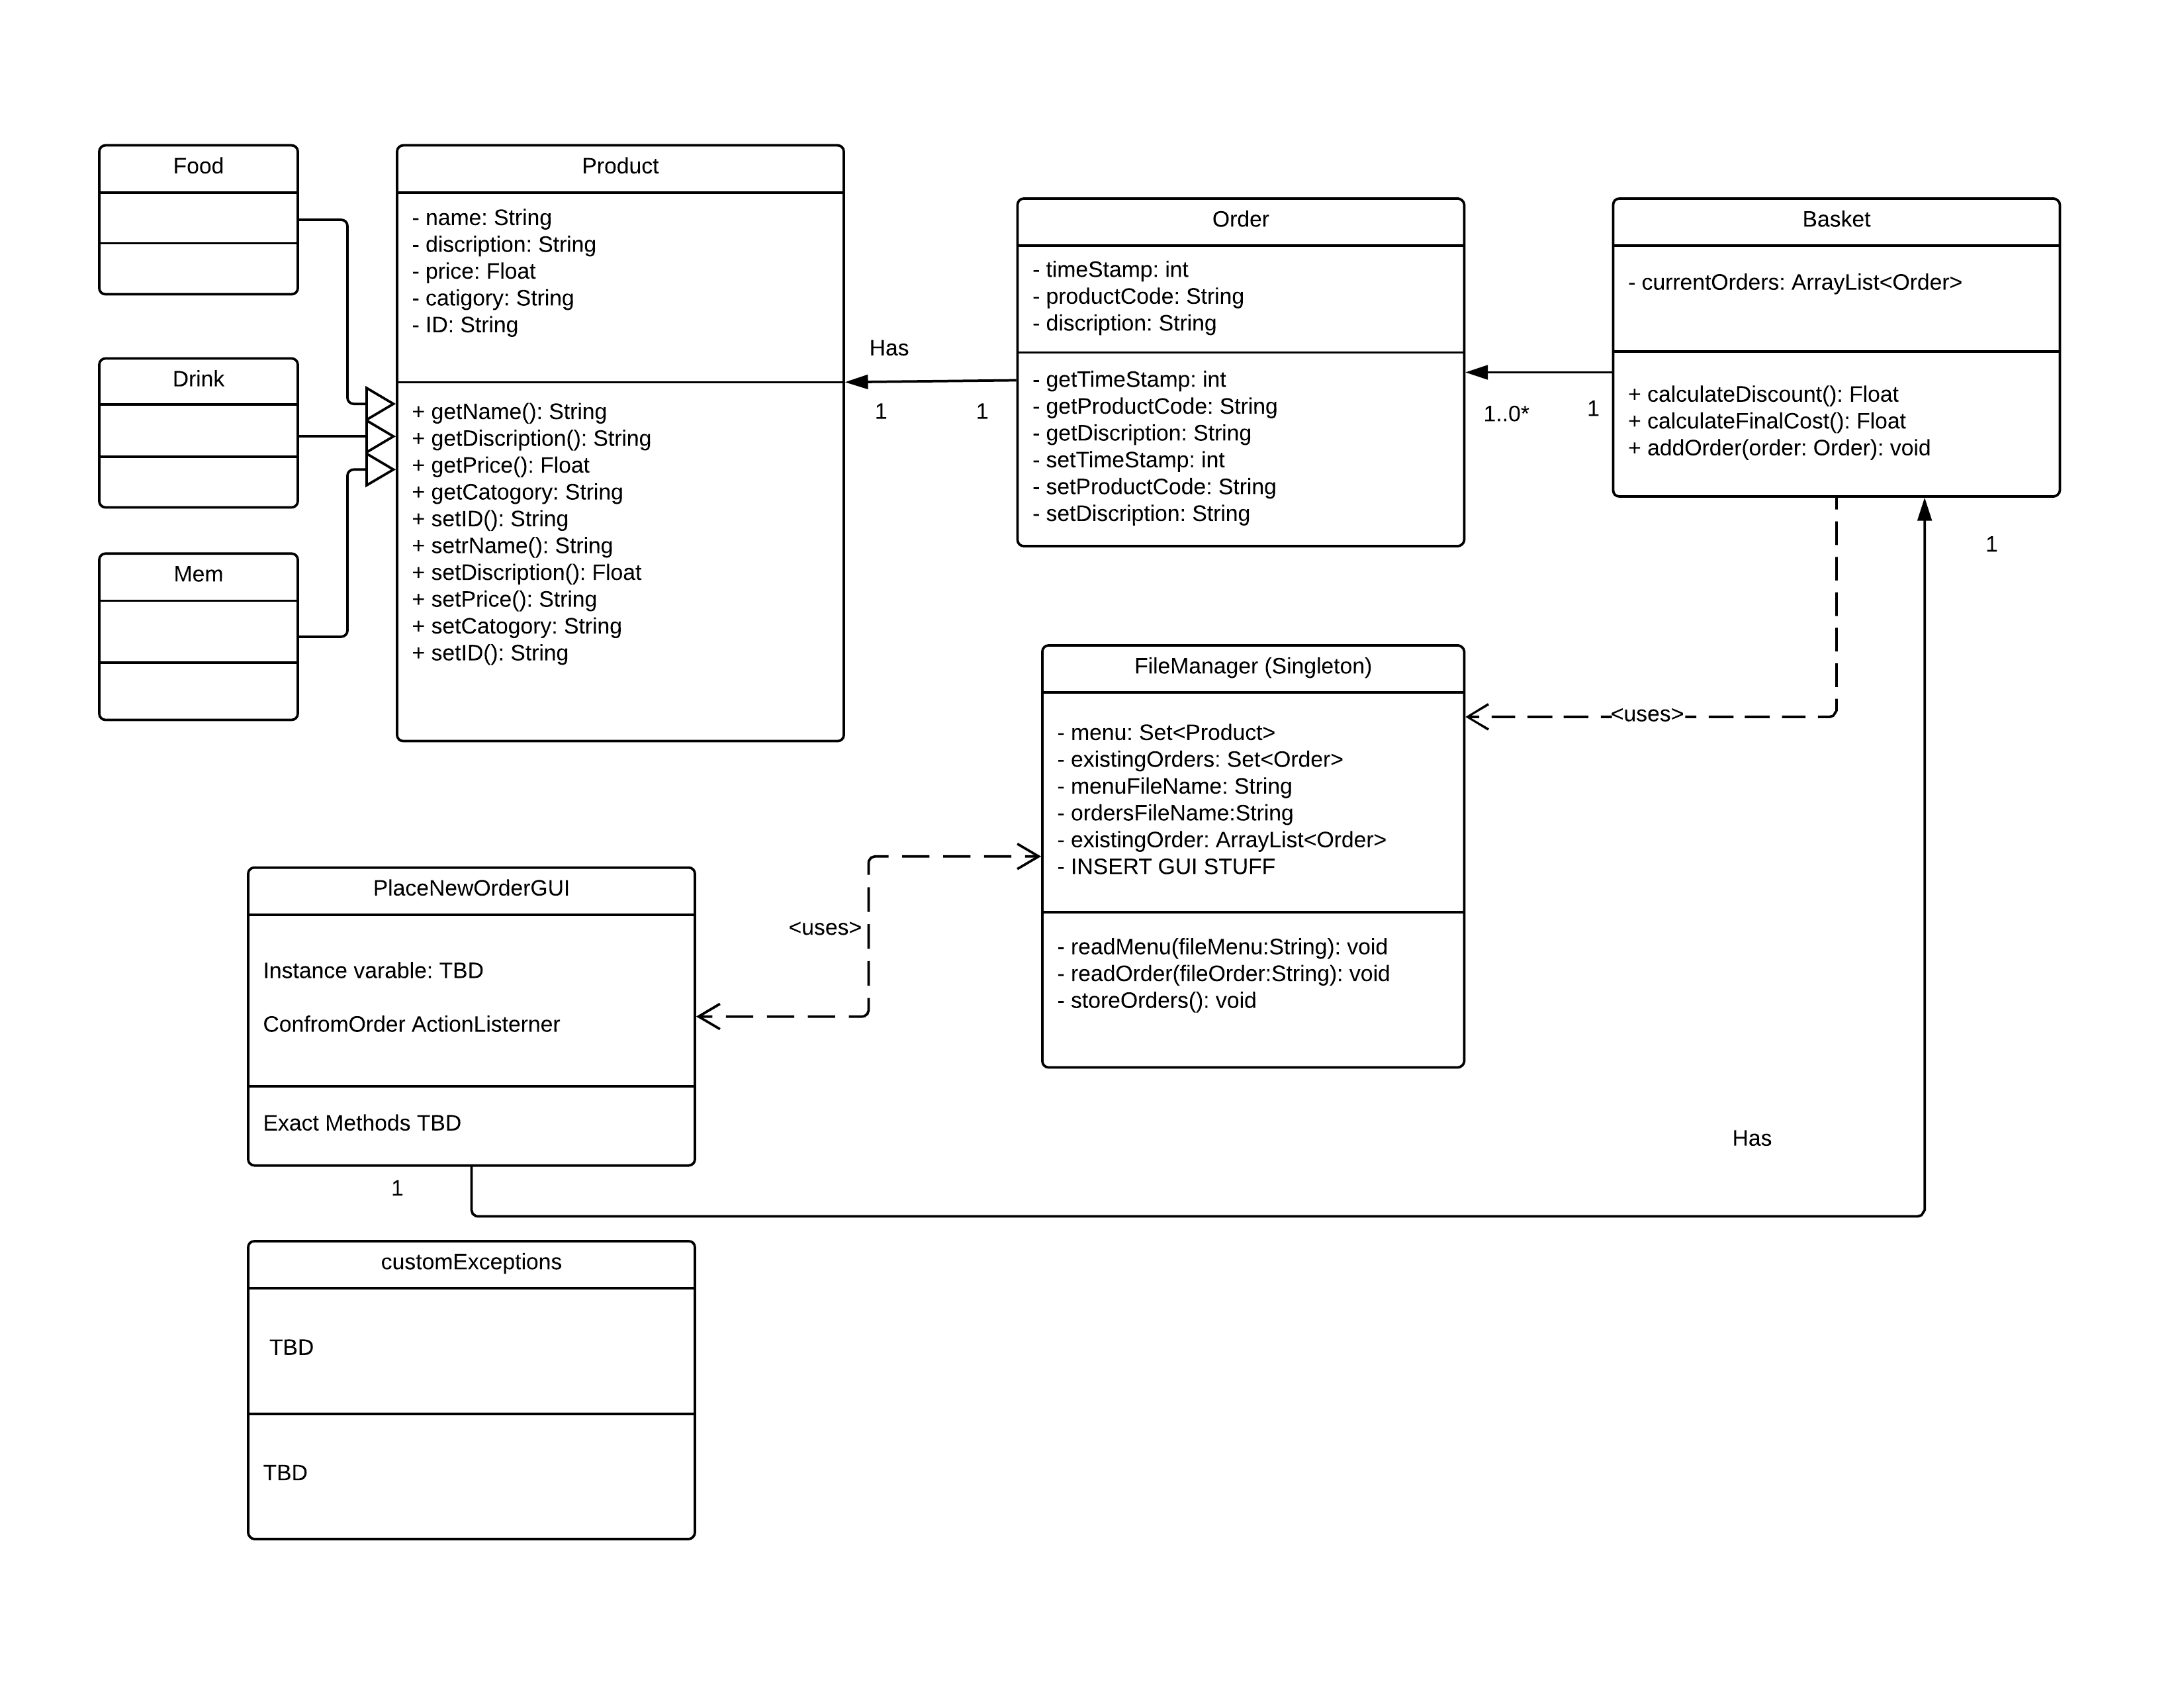 Food
Drink
Mem
Product
- name: String
- discription: String
- price: Float
- catigory: String
- ID: String
+ getName(): String
+ getDiscription(): String
+ getPrice(): Float
+ getCatogory: String
+ setID(): String
+ setrName(): String
+ setDiscription(): Float
+ setPrice(): String
+ setCatogory: String
+ setID(): String
Has
1
1
Order
- timeStamp: int
- productCode: String
- discription: String
- getTimeStamp: int
- getProductCode: String
- getDiscription: String
- setTimeStamp: int
- setProductCode: String
- setDiscription: String
1..0*
1
Basket
- currentOrders: ArrayList<Order>
+ calculateDiscount(): Float
+ calculateFinalCost(): Float
+ addOrder(order: Order): void
1
<uses>
FileManager (Singleton)
- menu: Set<Product>
- existingOrders: Set<Order>
- menuFileName: String
- ordersFileName:String
- existingOrder: ArrayList<Order>
- INSERT GUI STUFF
- readMenu(fileMenu:String): void
- readOrder(fileOrder:String): void
- storeOrders(): void
<uses>
PlaceNewOrderGUI
Instance varable: TBD
ConfromOrder ActionListerner
Exact Methods TBD
1
Has
customExceptions
TBD
TBD